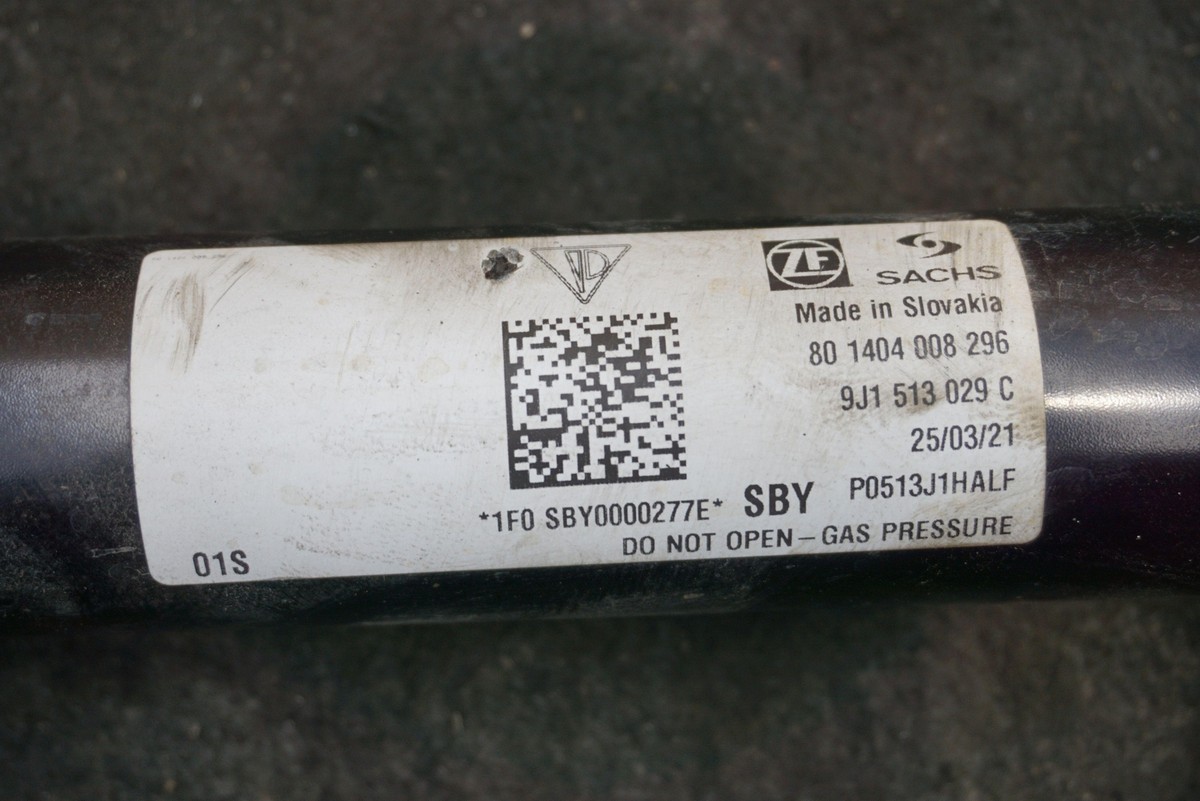 ZF
SACHS
Made in Slovakia
80 1404 008 296
9J1 513 029 C
25/03/21
P0513J1HALF
*1F0 SBY0000277E* SBY
DO NOT OPEN – GAS PRESSURE
01S